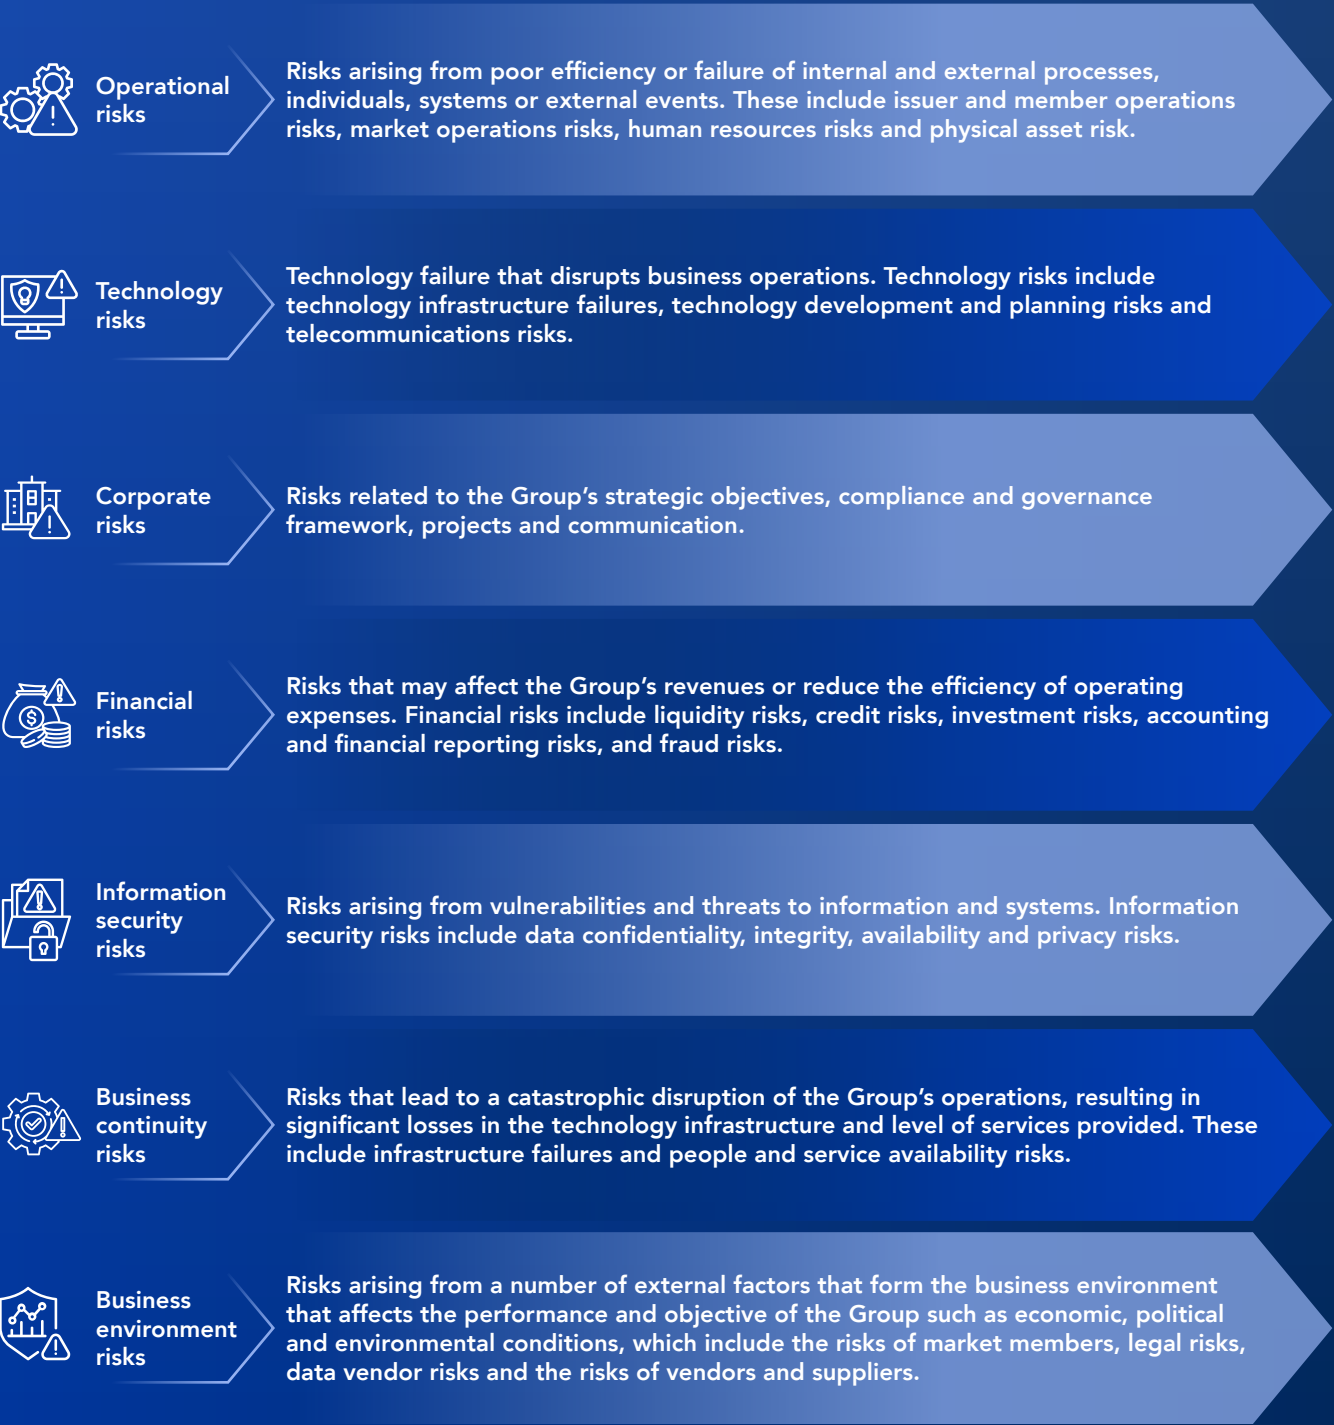 Operational
risks
Risks arising from poor efficiency or failure of internal and external processes,
individuals, systems or external events. These include issuer and member operations
risks, market operations risks, human resources risks and physical asset risk.
Technology
risks
Technology failure that disrupts business operations. Technology risks include
technology infrastructure failures, technology development and planning risks and
telecommunications risks.
Corporate
risks
Risks related to the Group’s strategic objectives, compliance and governance
framework, projects and communication.
Financial
risks
Risks that may affect the Group’s revenues or reduce the efficiency of operating
expenses. Financial risks include liquidity risks, credit risks, investment risks, accounting
and financial reporting risks, and fraud risks.
Information
security
risks
Risks arising from vulnerabilities and threats to information and systems. Information
security risks include data confidentiality, integrity, availability and privacy risks.
Business
continuity
risks
Risks that lead to a catastrophic disruption of the Group’s operations, resulting in
significant losses in the technology infrastructure and level of services provided. These
include infrastructure failures and people and service availability risks.
Business
environment
risks
Risks arising from a number of external factors that form the business environment
that affects the performance and objective of the Group such as economic, political
and environmental conditions, which include the risks of market members, legal risks,
data vendor risks and the risks of vendors and suppliers.